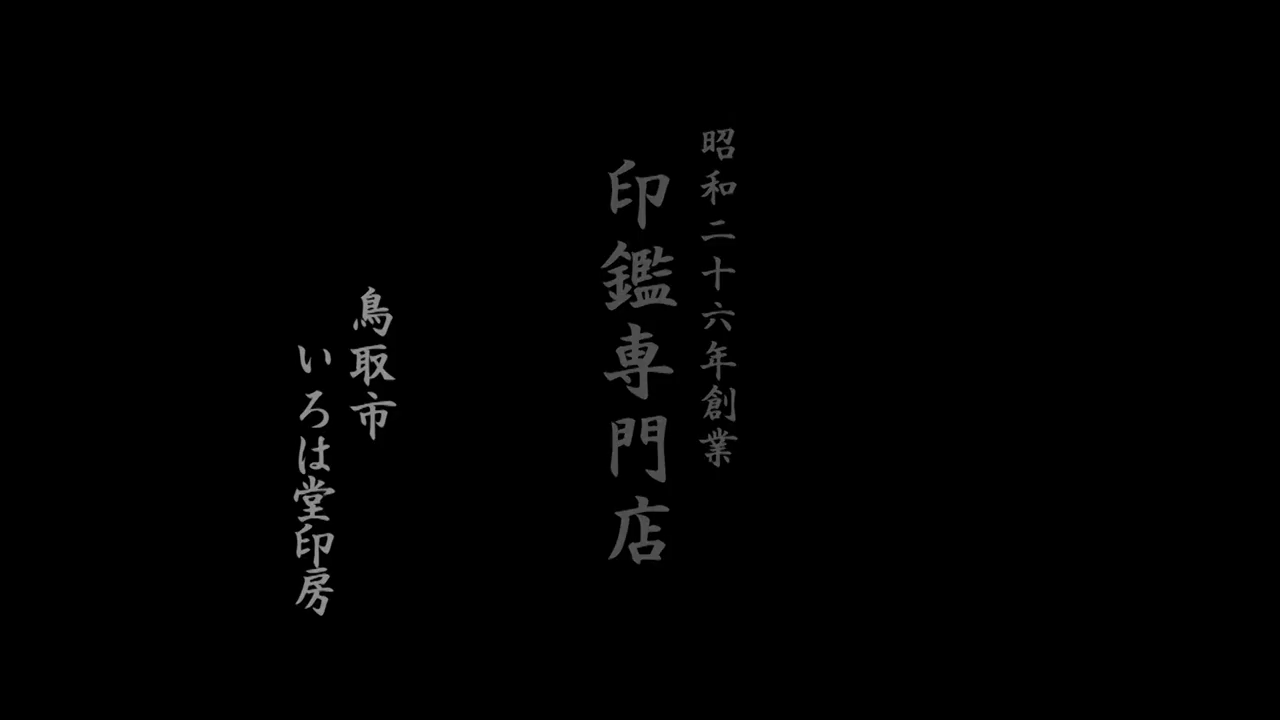 昭和二十六年創業
印鑑専門店
鳥取市
いろは堂印房